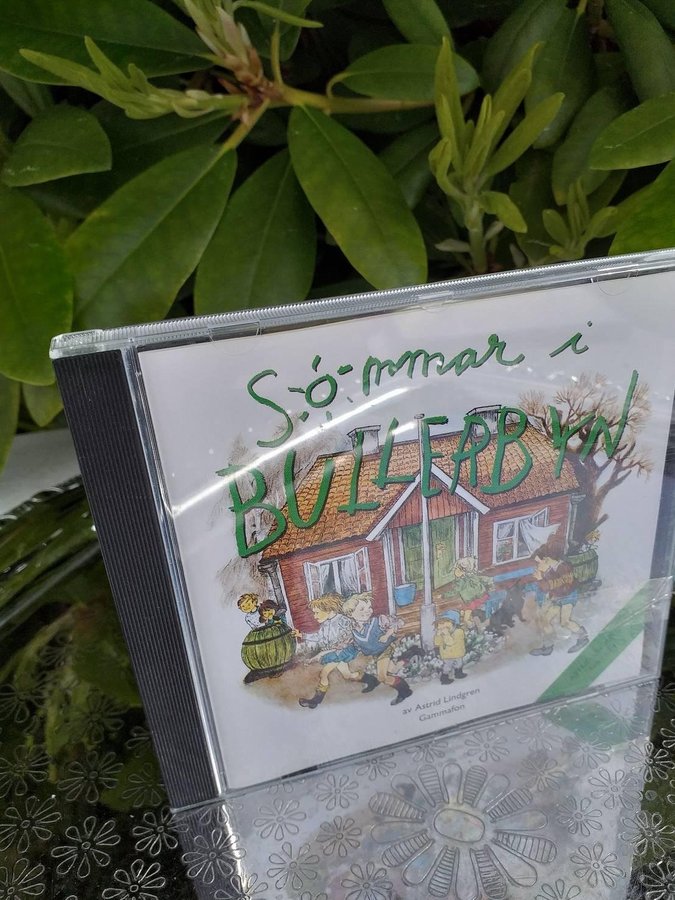 Sommar i
BULLERBYN
av Astrid Lindgren
Gammafon